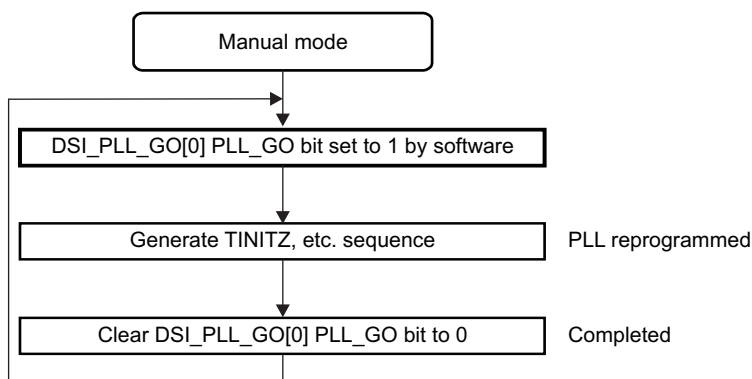 Manual mode
DSI_PLL_GO[0] PLL_GO bit set to 1 by software
Generate TINITZ, etc. sequence
PLL reprogrammed
Clear DSI_PLL_GO[0] PLL_GO bit to 0
Completed